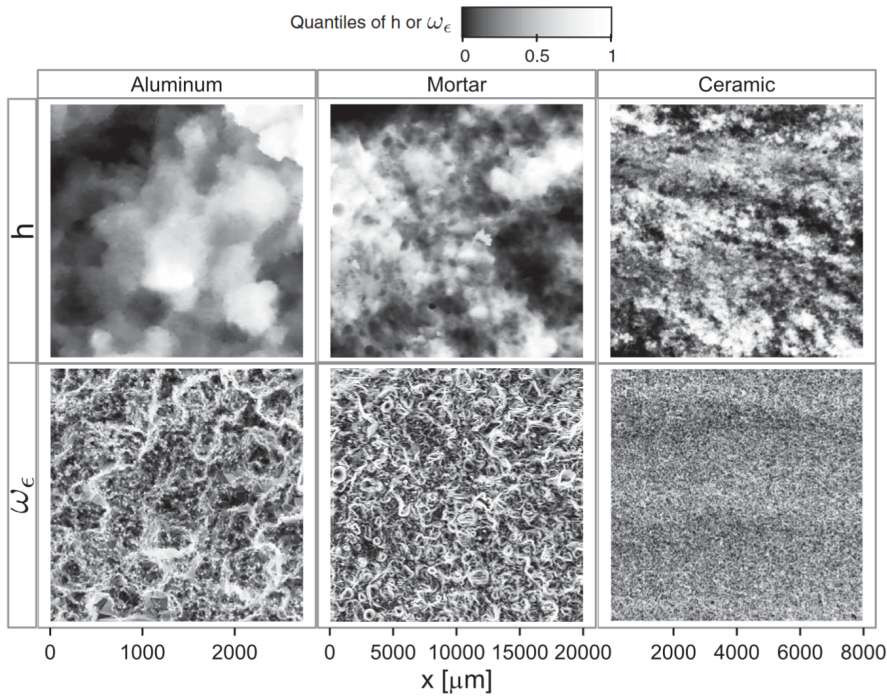 Quantiles of h or ω_ϵ
0 0.5 1
Aluminum Mortar Ceramic
h
ω_ϵ
0 1000 2000 0 5000 10000 15000 20000 2000 4000 6000 8000
x [μm]